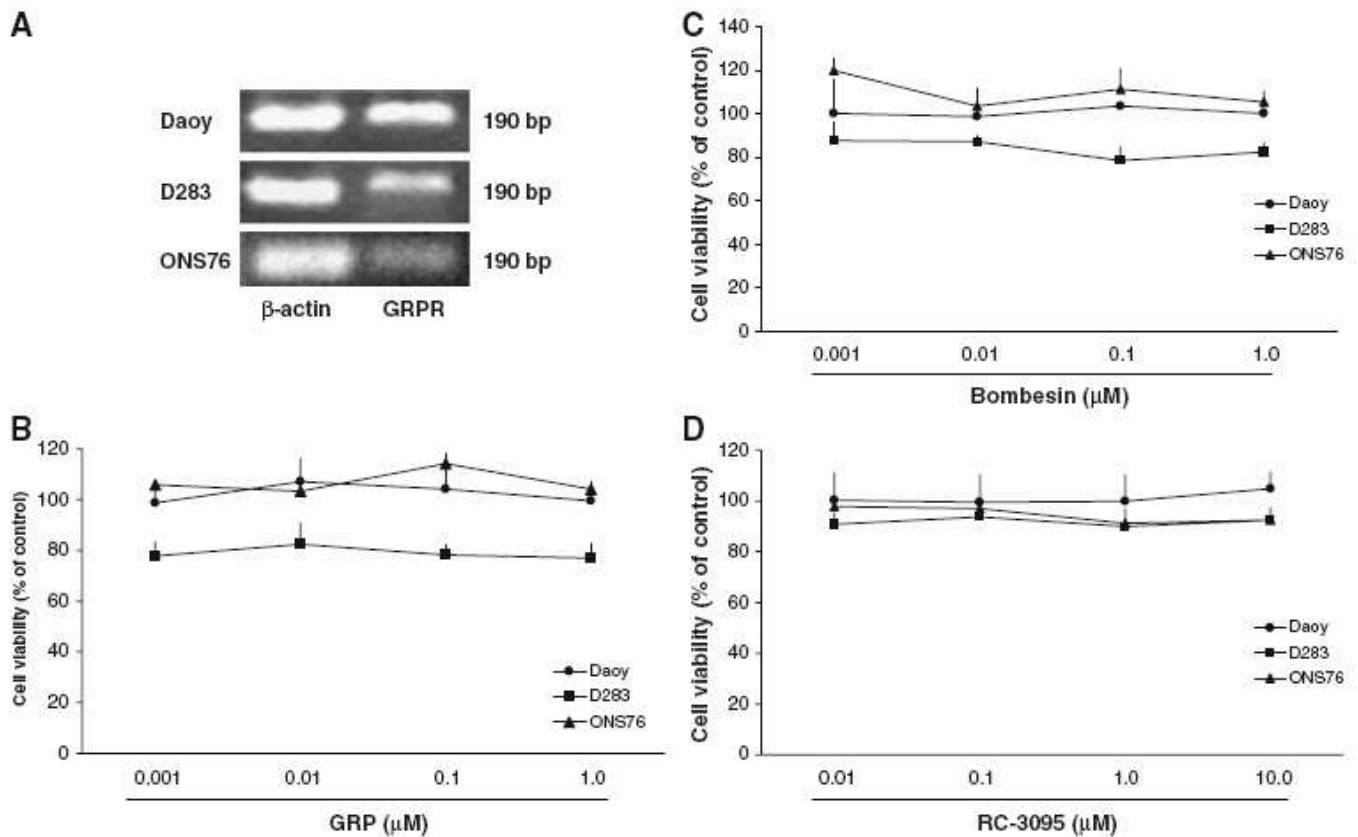 A
Daoy 190 bp
D283 190 bp
ONS76 190 bp
β-actin GRPR
B
Cell viability (% of control)
120
100
80
60
40
20
0
0.001 0.01 0.1 1.0
GRP (μM)
Daoy
D283
ONS76
C
Cell viability (% of control)
140
120
100
80
60
40
20
0
0.001 0.01 0.1 1.0
Bombesin (μM)
Daoy
D283
ONS76
D
Cell viability (% of control)
120
100
80
60
40
20
0
0.01 0.1 1.0 10.0
RC-3095 (μM)
Daoy
D283
ONS76